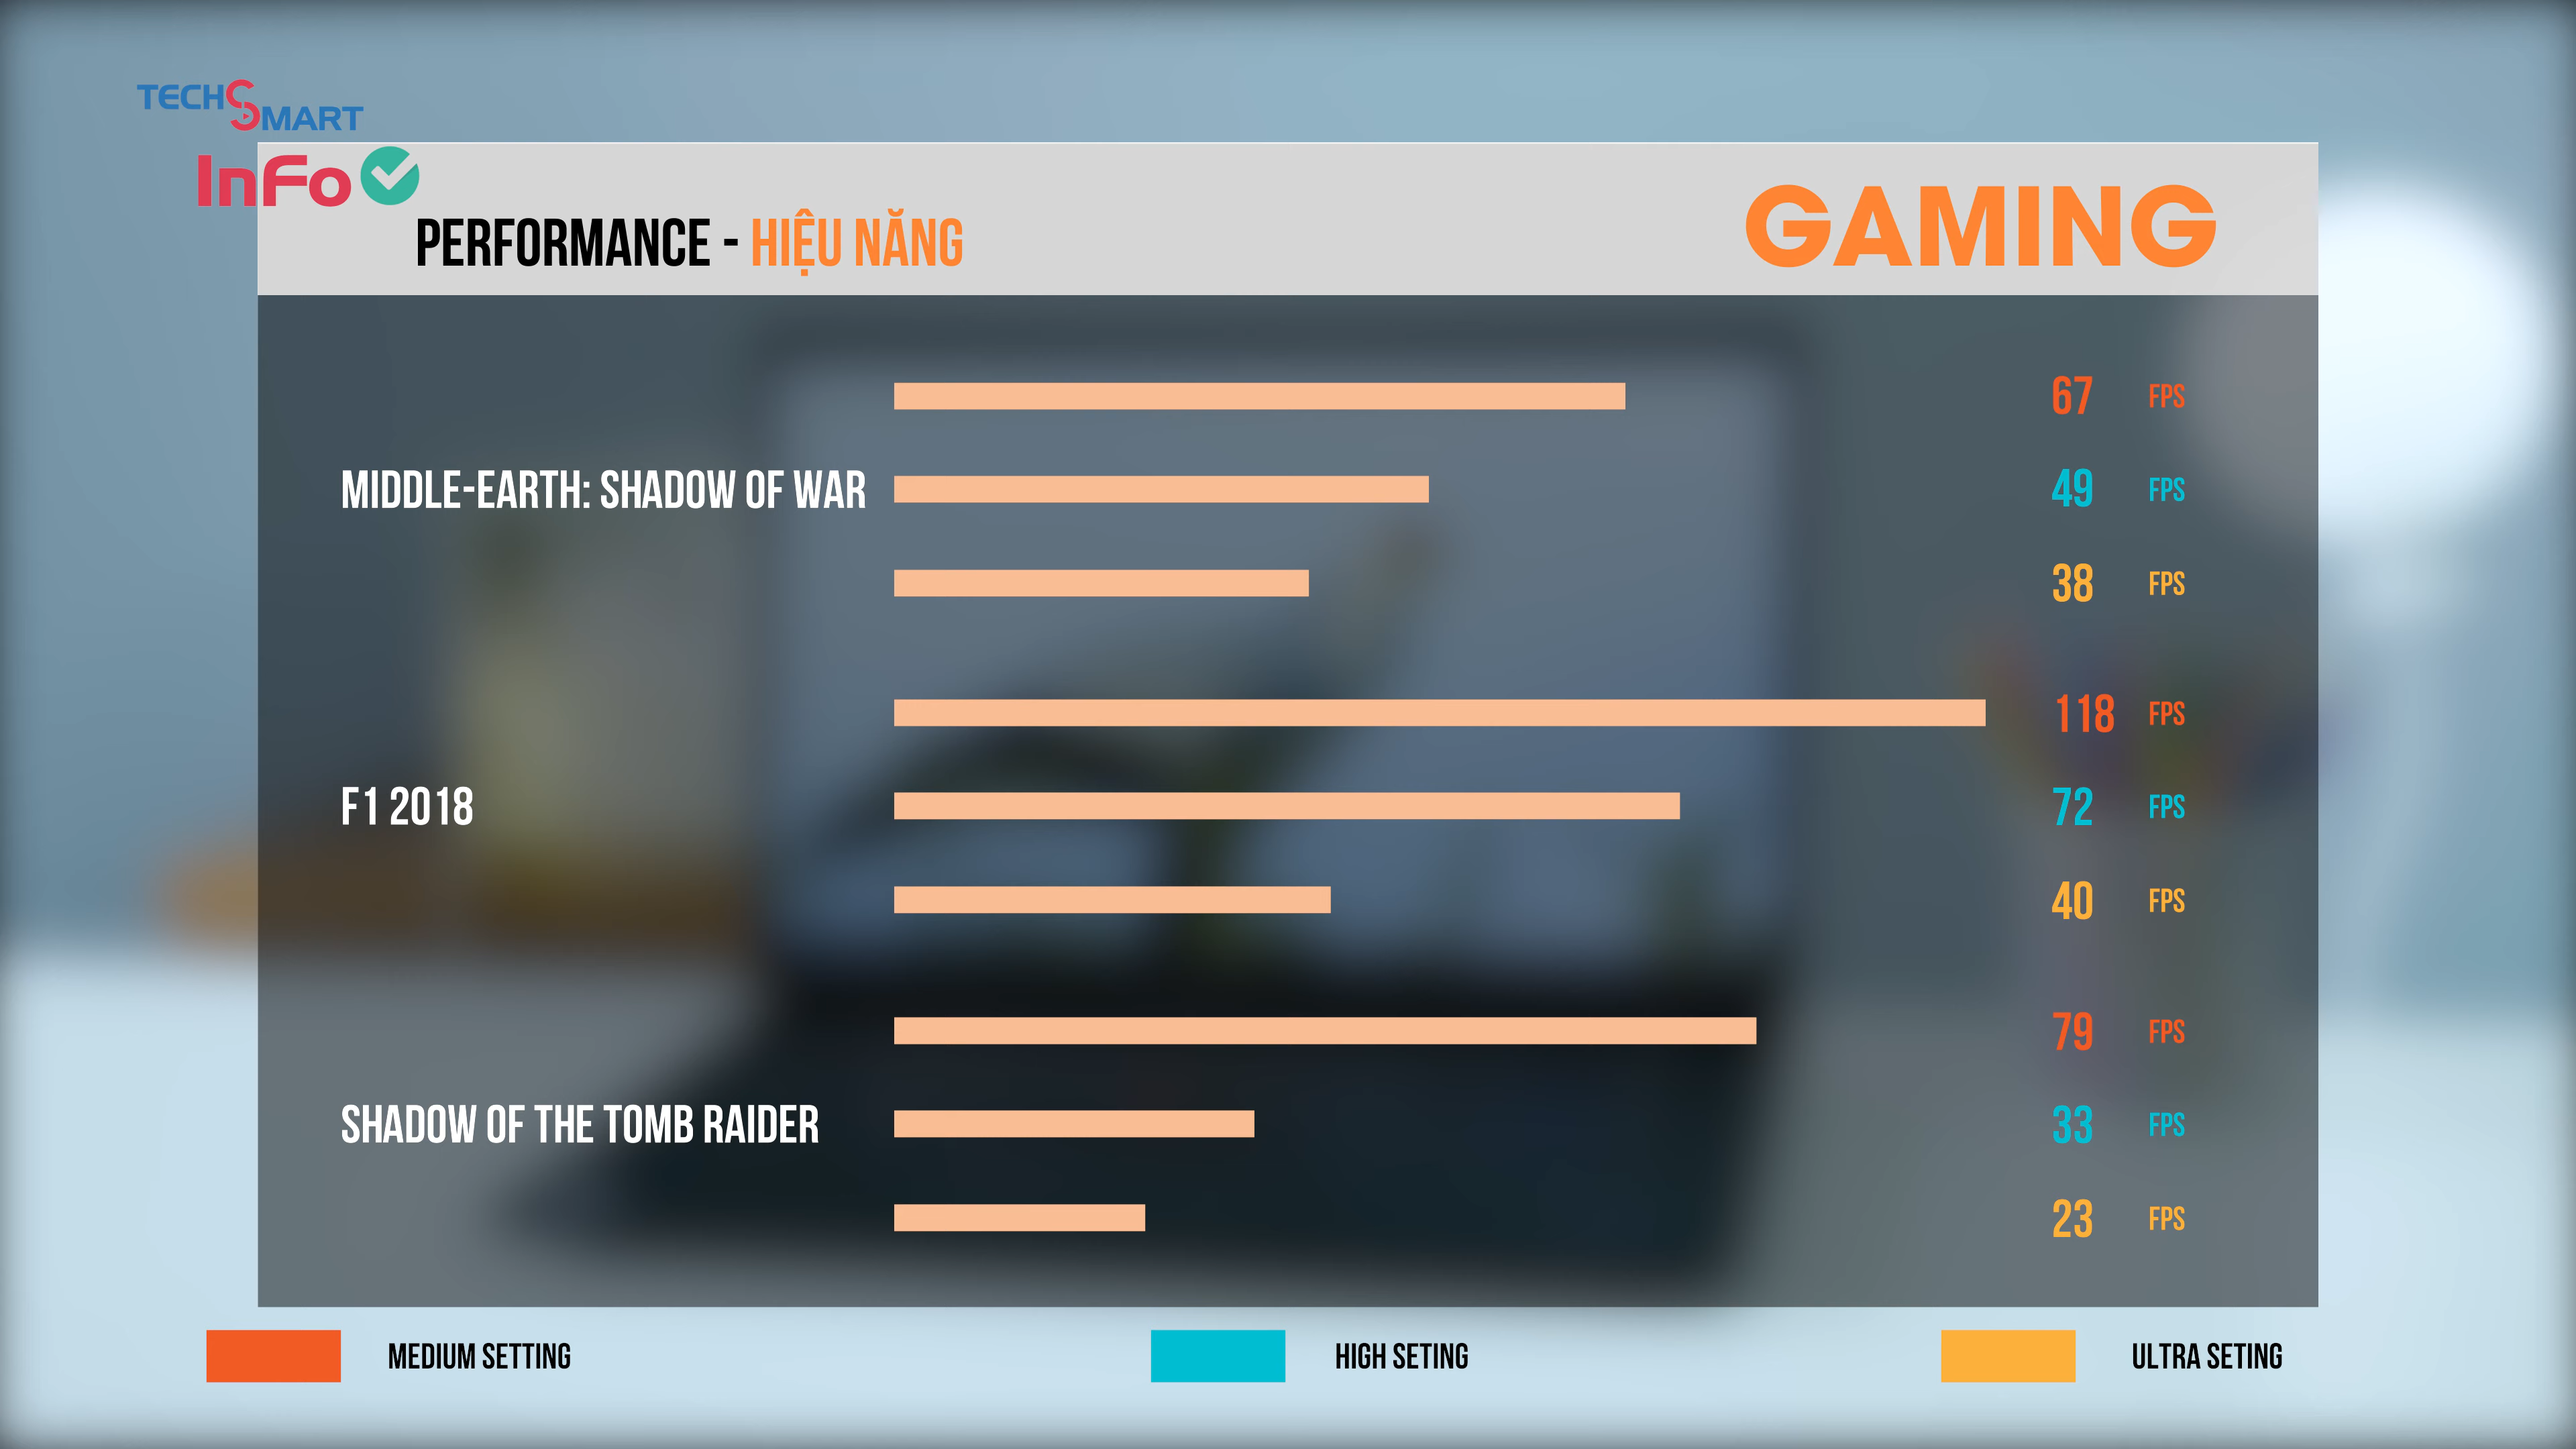 TECHSMART
InFo
PERFORMANCE - HIỆU NĂNG
GAMING
67 FPS
MIDDLE-EARTH: SHADOW OF WAR 49 FPS
38 FPS
118 FPS
F1 2018 72 FPS
40 FPS
79 FPS
SHADOW OF THE TOMB RAIDER 33 FPS
23 FPS
MEDIUM SETTING
HIGH SETING
ULTRA SETING